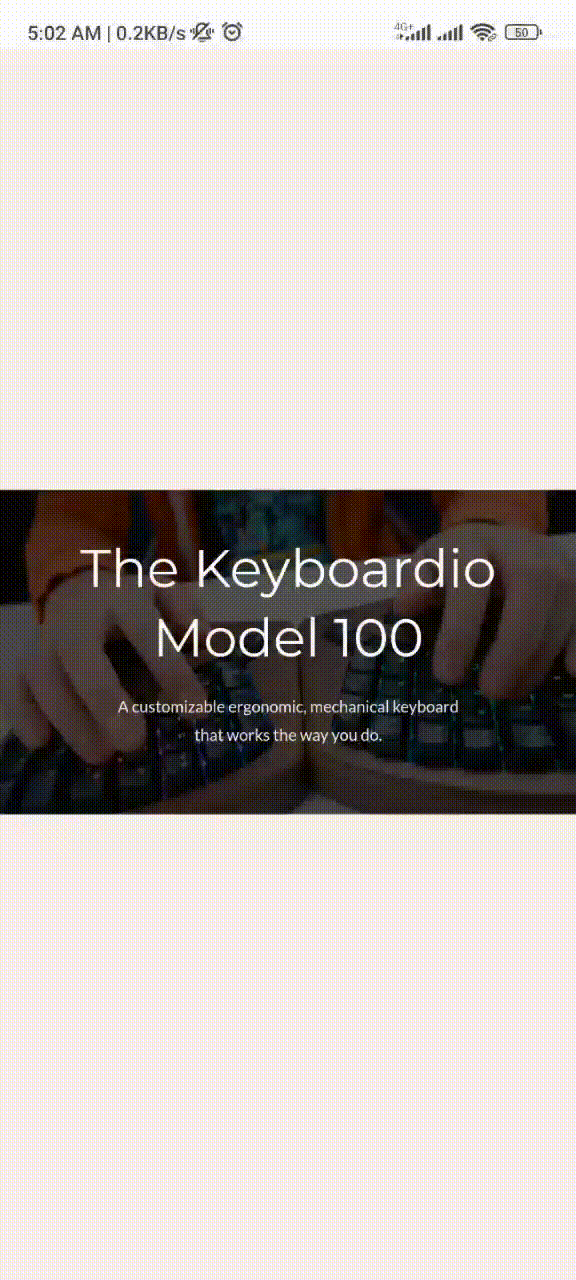 5:02 AM | 0.2KB/s 4G+ 50
The Keyboardio
Model 100
A customizable ergonomic, mechanical keyboard
that works the way you do.